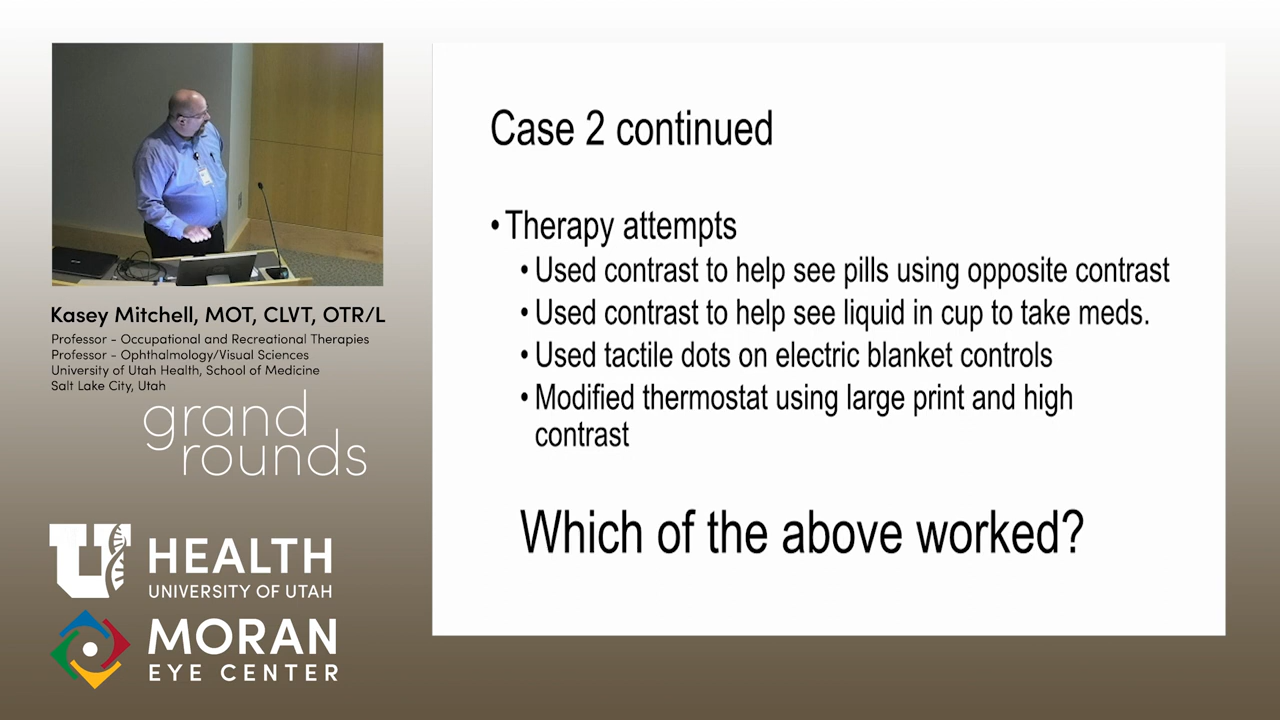 Kasey Mitchell, MOT, CLVT, OTR/L
Professor - Occupational and Recreational Therapies
Professor - Ophthalmology/Visual Sciences
University of Utah Health, School of Medicine
Salt Lake City, Utah
grand
rounds
U HEALTH
UNIVERSITY OF UTAH
MORAN
EYE CENTER
Case 2 continued
• Therapy attempts
• Used contrast to help see pills using opposite contrast
• Used contrast to help see liquid in cup to take meds.
• Used tactile dots on electric blanket controls
• Modified thermostat using large print and high
contrast
Which of the above worked?